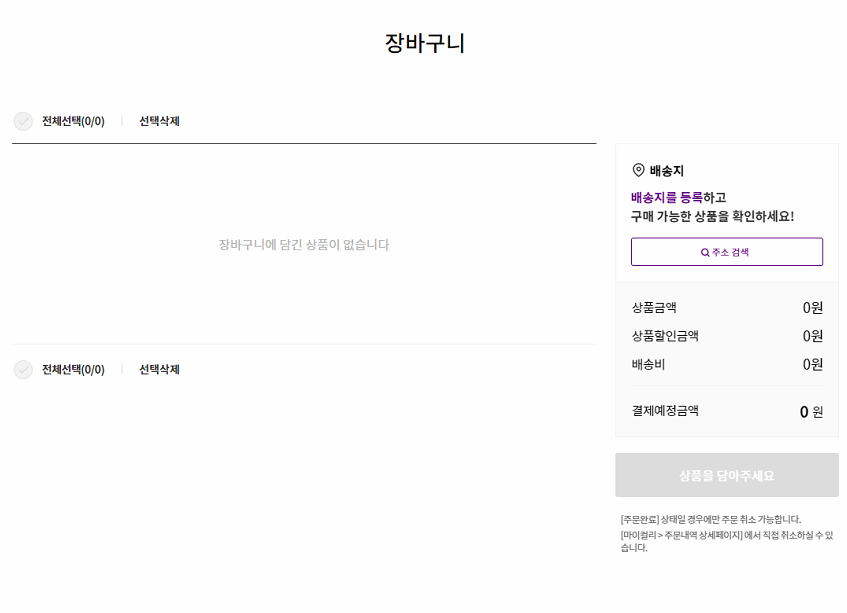 장바구니
전체선택(0/0) | 선택삭제
장바구니에 담긴 상품이 없습니다
전체선택(0/0) | 선택삭제
배송지
배송지를 등록하고
구매 가능한 상품을 확인하세요!
주소 검색
상품금액 0원
상품할인금액 0원
배송비 0원
결제예정금액 0 원
상품을 담아주세요
[주문완료] 상태일 경우에만 주문 취소 가능합니다.
[마이컬리 > 주문내역 상세페이지] 에서 직접 취소하실 수 있
습니다.